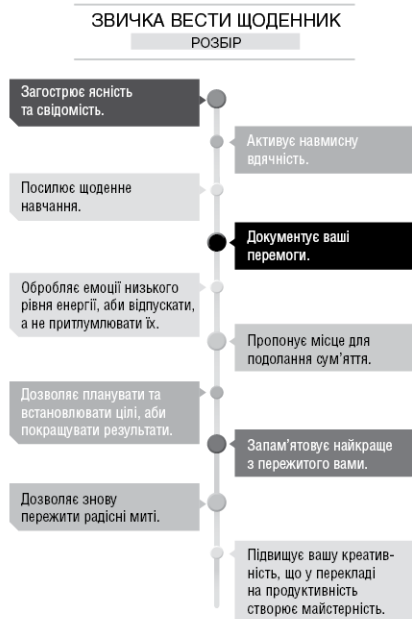 ЗВИЧКА ВЕСТИ ЩОДЕННИК
РОЗБІР
Загострює ясність
та свідомість.
Активує навмисну
вдячність.
Посилює щоденне
навчання.
Документує ваші
перемоги.
Обробляє емоції низького
рівня енергії, аби відпускати,
а не притлумлювати їх.
Пропонує місце для
подолання сум’яття.
Дозволяє планувати та
встановлювати цілі, аби
покращувати результати.
Запам’ятовує найкраще
з пережитого вами.
Дозволяє знову
пережити радісні миті.
Підвищує вашу креатив-
ність, що у перекладі
на продуктивність
створює майстерність.